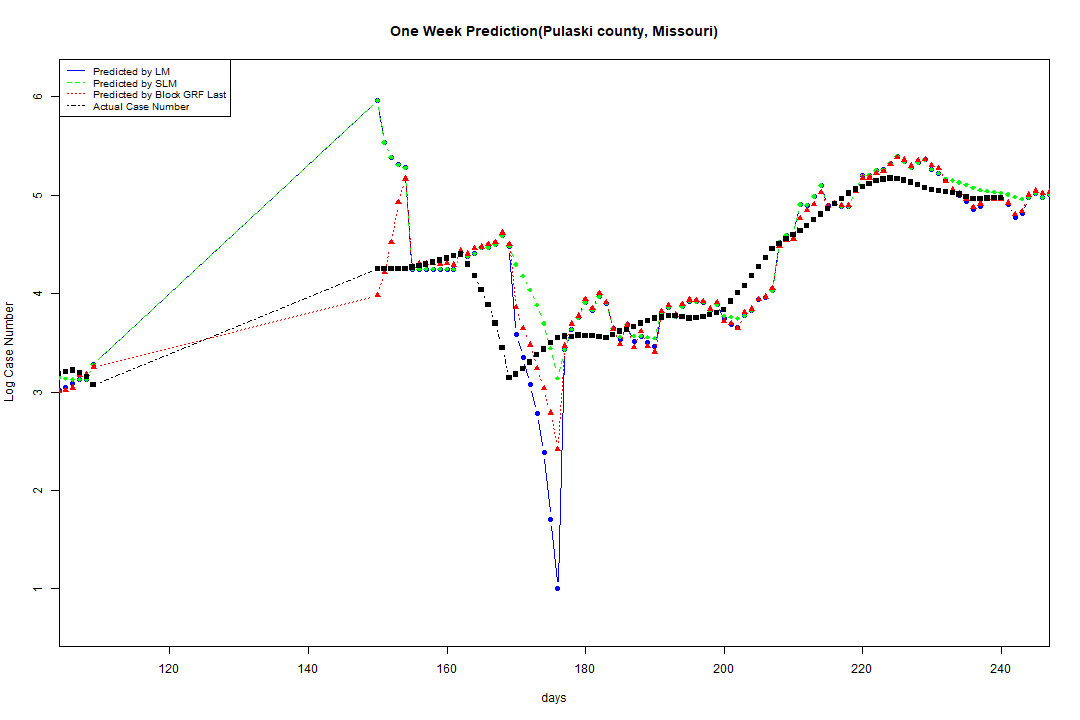 One Week Prediction(Pulaski county, Missouri)
Predicted by LM
Predicted by SLM
Predicted by Block GRF Last
Actual Case Number
6
5
4
3
2
1
Log Case Number
120
140
160
180
200
220
240
days